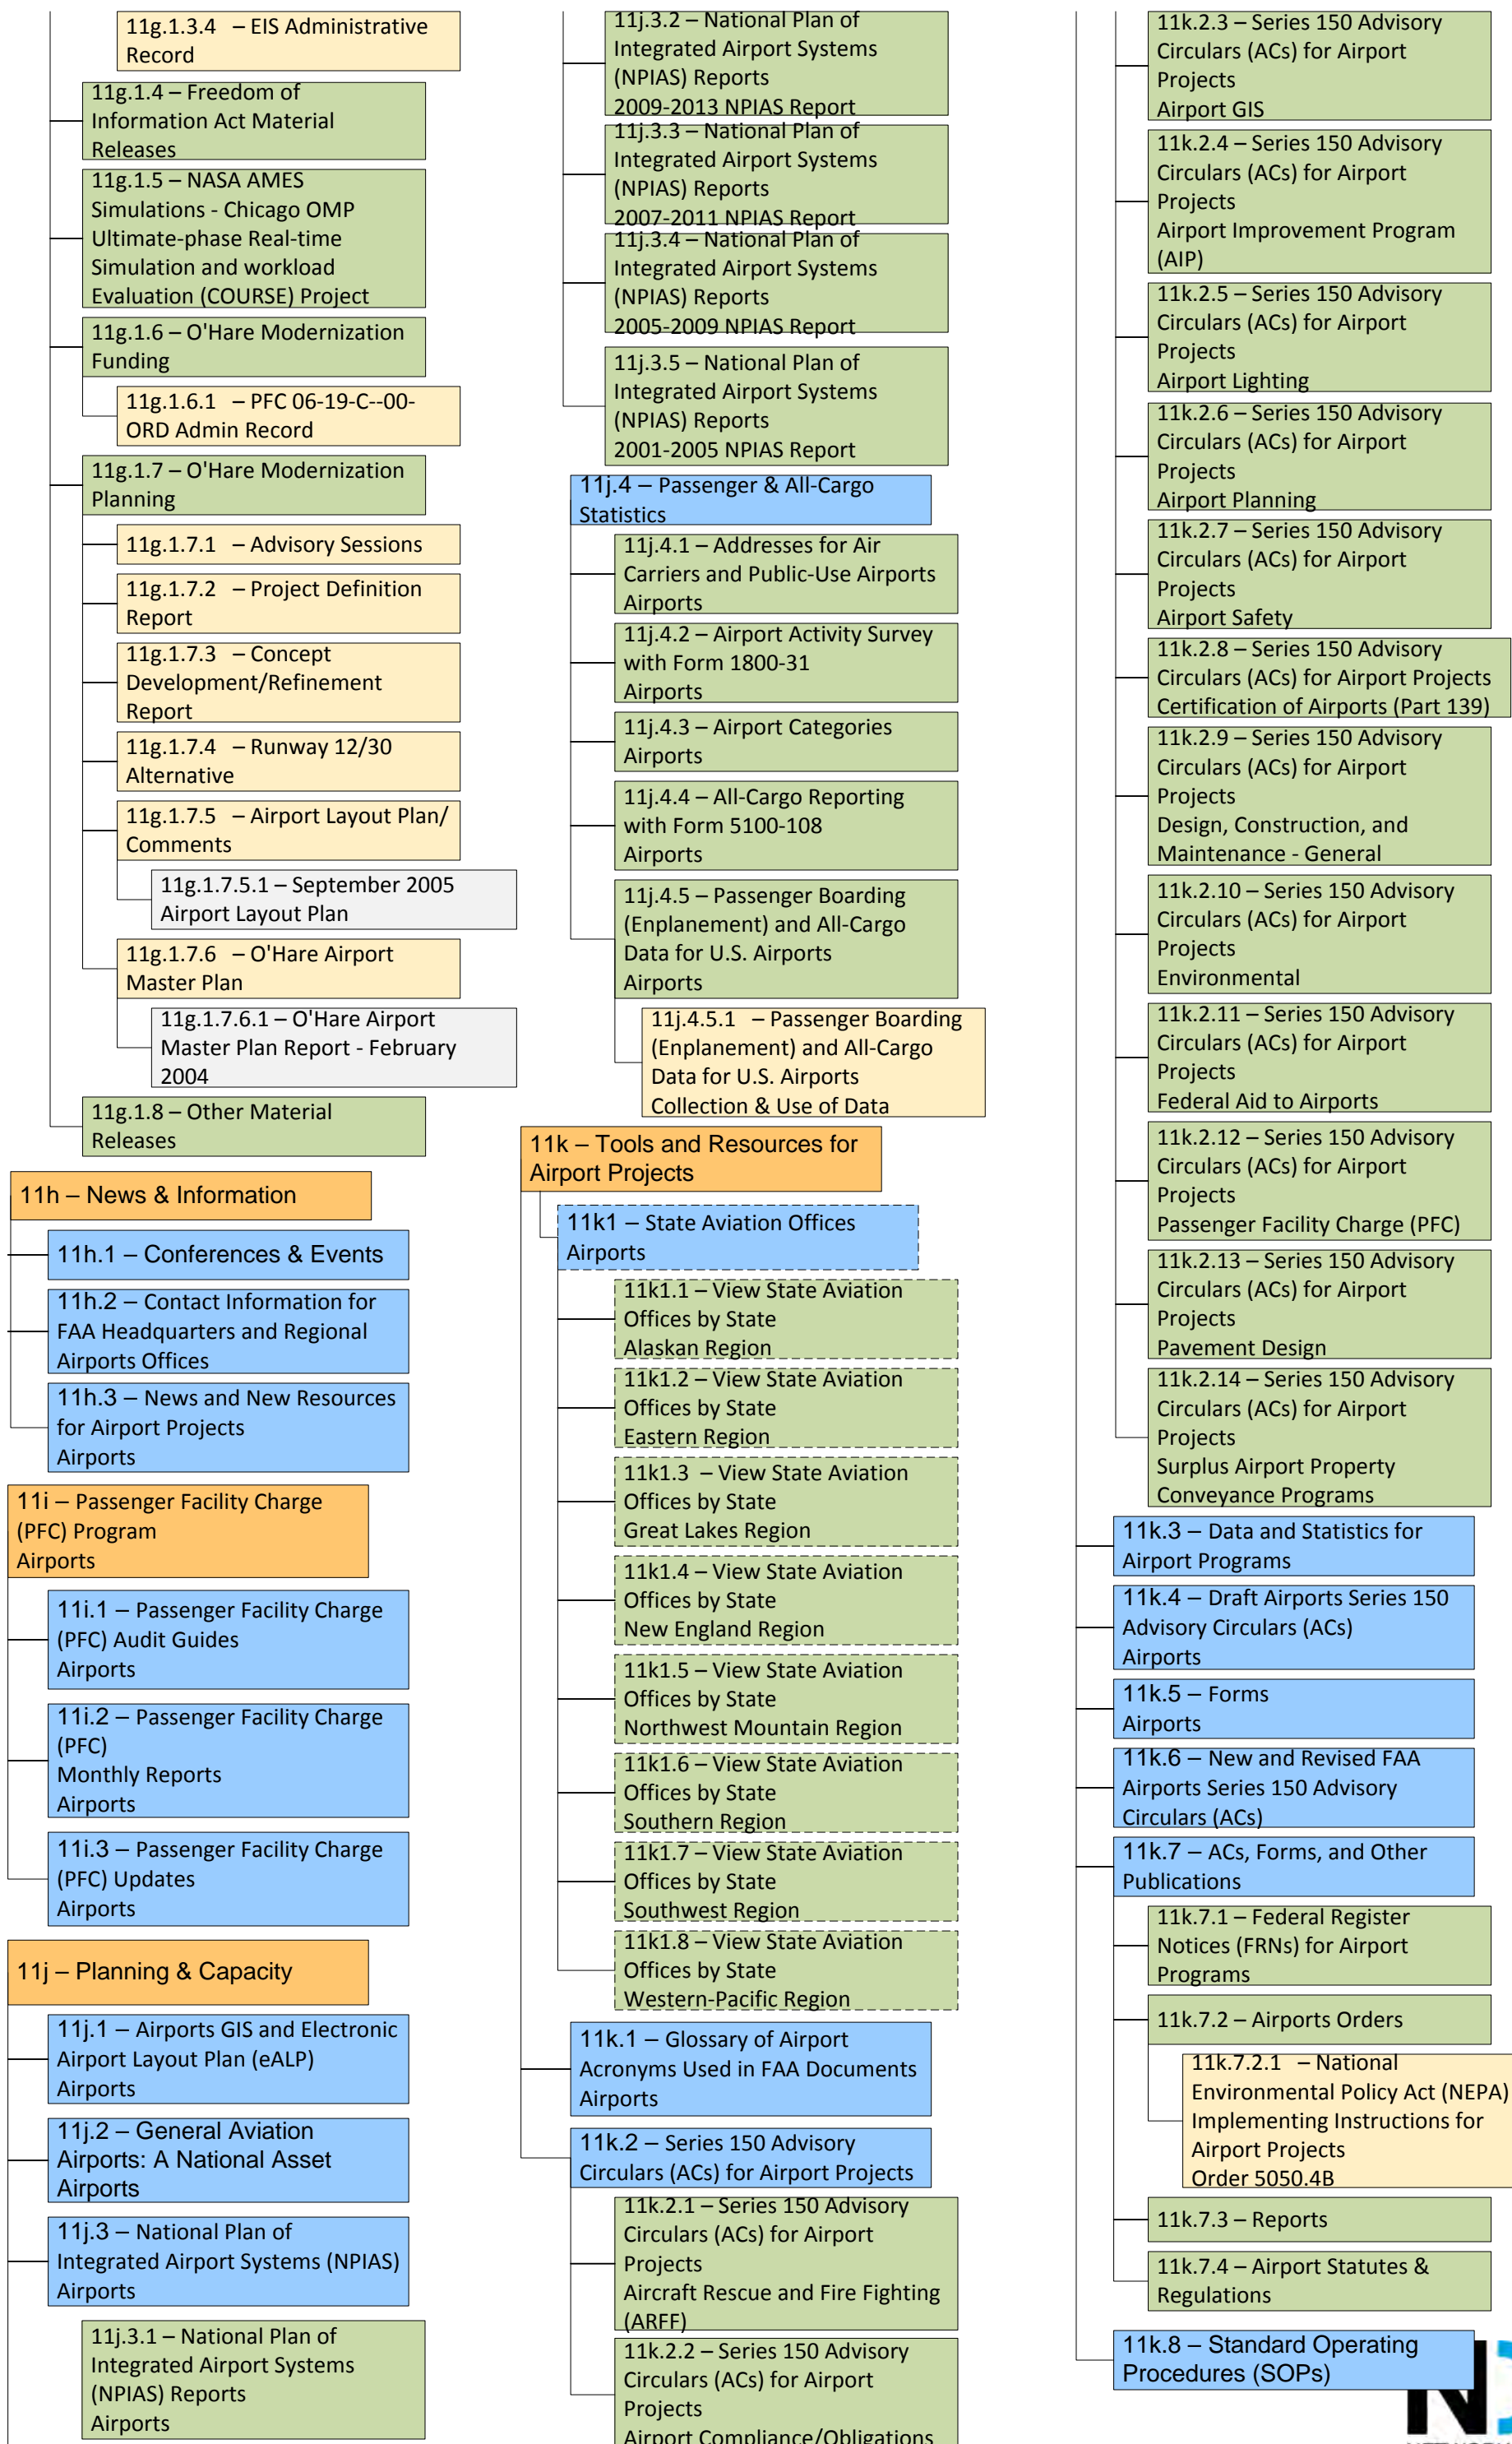 11g.1.3.4 – EIS Administrative
Record
11g.1.4 – Freedom of
Information Act Material
Releases
11g.1.5 – NASA AMES
Simulations - Chicago OMP
Ultimate-phase Real-time
Simulation and workload
Evaluation (COURSE) Project
11g.1.6 – O'Hare Modernization
Funding
11g.1.6.1 – PFC 06-19-C--00-
ORD Admin Record
11g.1.7 – O'Hare Modernization
Planning
11g.1.7.1 – Advisory Sessions
11g.1.7.2 – Project Definition
Report
11g.1.7.3 – Concept
Development/Refinement
Report
11g.1.7.4 – Runway 12/30
Alternative
11g.1.7.5 – Airport Layout Plan/
Comments
11g.1.7.5.1 – September 2005
Airport Layout Plan
11g.1.7.6 – O'Hare Airport
Master Plan
11g.1.7.6.1 – O'Hare Airport
Master Plan Report - February
2004
11g.1.8 – Other Material
Releases
11h – News & Information
11h.1 – Conferences & Events
11h.2 – Contact Information for
FAA Headquarters and Regional
Airports Offices
11h.3 – News and New Resources
for Airport Projects
Airports
11i – Passenger Facility Charge
(PFC) Program
Airports
11i.1 – Passenger Facility Charge
(PFC) Audit Guides
Airports
11i.2 – Passenger Facility Charge
(PFC)
Monthly Reports
Airports
11i.3 – Passenger Facility Charge
(PFC) Updates
Airports
11j – Planning & Capacity
11j.1 – Airports GIS and Electronic
Airport Layout Plan (eALP)
Airports
11j.2 – General Aviation
Airports: A National Asset
Airports
11j.3 – National Plan of
Integrated Airport Systems (NPIAS)
Airports
11j.3.1 – National Plan of
Integrated Airport Systems
(NPIAS) Reports
Airports
11j.3.2 – National Plan of
Integrated Airport Systems
(NPIAS) Reports
2009-2013 NPIAS Report
11j.3.3 – National Plan of
Integrated Airport Systems
(NPIAS) Reports
2007-2011 NPIAS Report
11j.3.4 – National Plan of
Integrated Airport Systems
(NPIAS) Reports
2005-2009 NPIAS Report
11j.3.5 – National Plan of
Integrated Airport Systems
(NPIAS) Reports
2001-2005 NPIAS Report
11j.4 – Passenger & All-Cargo
Statistics
11j.4.1 – Addresses for Air
Carriers and Public-Use Airports
Airports
11j.4.2 – Airport Activity Survey
with Form 1800-31
Airports
11j.4.3 – Airport Categories
Airports
11j.4.4 – All-Cargo Reporting
with Form 5100-108
Airports
11j.4.5 – Passenger Boarding
(Enplanement) and All-Cargo
Data for U.S. Airports
Airports
11j.4.5.1 – Passenger Boarding
(Enplanement) and All-Cargo
Data for U.S. Airports
Collection & Use of Data
11k – Tools and Resources for
Airport Projects
11k1 – State Aviation Offices
Airports
11k1.1 – View State Aviation
Offices by State
Alaskan Region
11k1.2 – View State Aviation
Offices by State
Eastern Region
11k1.3 – View State Aviation
Offices by State
Great Lakes Region
11k1.4 – View State Aviation
Offices by State
New England Region
11k1.5 – View State Aviation
Offices by State
Northwest Mountain Region
11k1.6 – View State Aviation
Offices by State
Southern Region
11k1.7 – View State Aviation
Offices by State
Southwest Region
11k1.8 – View State Aviation
Offices by State
Western-Pacific Region
11k.1 – Glossary of Airport
Acronyms Used in FAA Documents
Airports
11k.2 – Series 150 Advisory
Circulars (ACs) for Airport Projects
11k.2.1 – Series 150 Advisory
Circulars (ACs) for Airport
Projects
Aircraft Rescue and Fire Fighting
(ARFF)
11k.2.2 – Series 150 Advisory
Circulars (ACs) for Airport
Projects
Airport Compliance/Obligations
11k.2.3 – Series 150 Advisory
Circulars (ACs) for Airport
Projects
Airport GIS
11k.2.4 – Series 150 Advisory
Circulars (ACs) for Airport
Projects
Airport Improvement Program
(AIP)
11k.2.5 – Series 150 Advisory
Circulars (ACs) for Airport
Projects
Airport Lighting
11k.2.6 – Series 150 Advisory
Circulars (ACs) for Airport
Projects
Airport Planning
11k.2.7 – Series 150 Advisory
Circulars (ACs) for Airport
Projects
Airport Safety
11k.2.8 – Series 150 Advisory
Circulars (ACs) for Airport Projects
Certification of Airports (Part 139)
11k.2.9 – Series 150 Advisory
Circulars (ACs) for Airport
Projects
Design, Construction, and
Maintenance - General
11k.2.10 – Series 150 Advisory
Circulars (ACs) for Airport
Projects
Environmental
11k.2.11 – Series 150 Advisory
Circulars (ACs) for Airport
Projects
Federal Aid to Airports
11k.2.12 – Series 150 Advisory
Circulars (ACs) for Airport
Projects
Passenger Facility Charge (PFC)
11k.2.13 – Series 150 Advisory
Circulars (ACs) for Airport
Projects
Pavement Design
11k.2.14 – Series 150 Advisory
Circulars (ACs) for Airport
Projects
Surplus Airport Property
Conveyance Programs
11k.3 – Data and Statistics for
Airport Programs
11k.4 – Draft Airports Series 150
Advisory Circulars (ACs)
Airports
11k.5 – Forms
Airports
11k.6 – New and Revised FAA
Airports Series 150 Advisory
Circulars (ACs)
11k.7 – ACs, Forms, and Other
Publications
11k.7.1 – Federal Register
Notices (FRNs) for Airport
Programs
11k.7.2 – Airports Orders
11k.7.2.1 – National
Environmental Policy Act (NEPA)
Implementing Instructions for
Airport Projects
Order 5050.4B
11k.7.3 – Reports
11k.7.4 – Airport Statutes &
Regulations
11k.8 – Standard Operating
Procedures (SOPs)